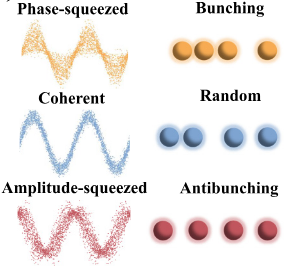 Phase-squeezed
Bunching
Coherent
Random
Amplitude-squeezed
Antibunching